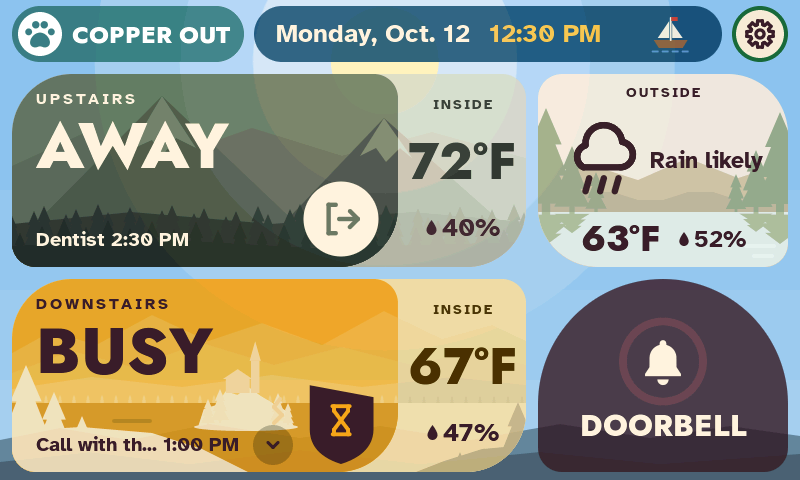 COPPER OUT
Monday, Oct. 12 12:30 PM
UPSTAIRS
AWAY
Dentist 2:30 PM
INSIDE
72°F
40%
OUTSIDE
Rain likely
63°F 52%
DOWNSTAIRS
BUSY
Call with th... 1:00 PM
INSIDE
67°F
47%
DOORBELL